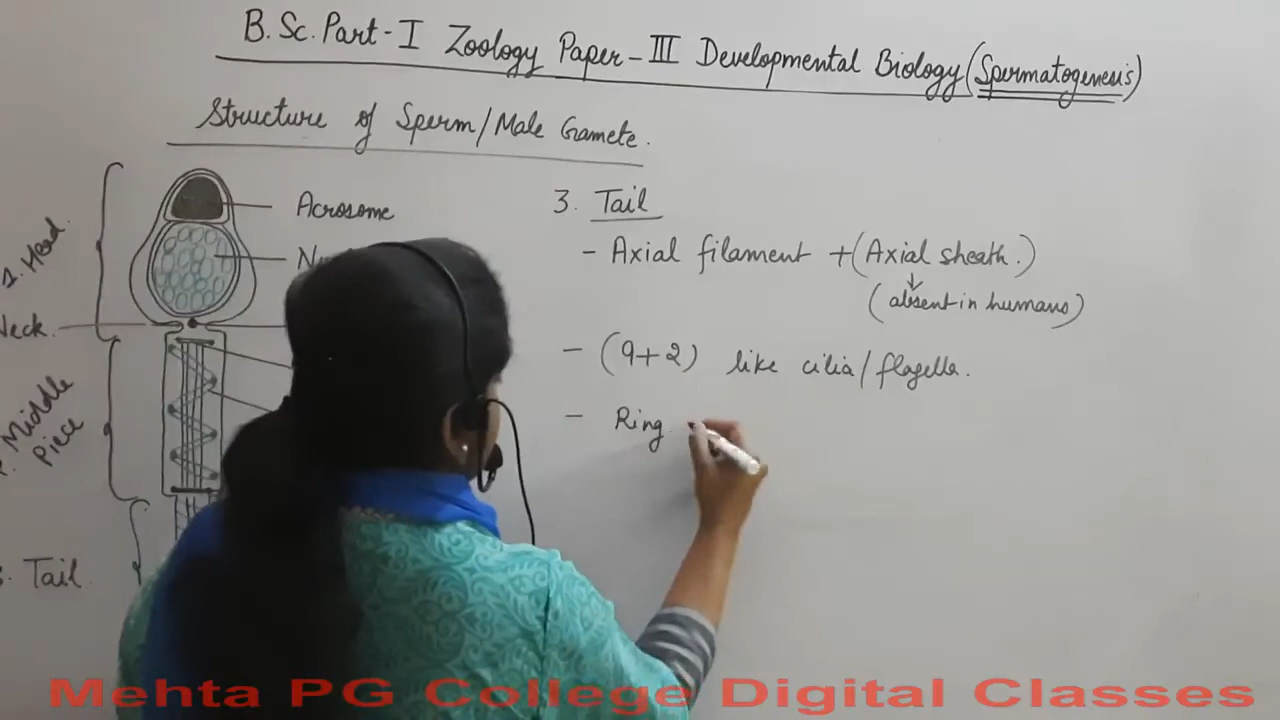 B.Sc. Part-I Zoology Paper-III Developmental Biology (Spermatogenesis)
Structure of Sperm/Male Gamete.
1. Head.
Acrosome
Neck.
Middle Piece
Tail.
3. Tail
- Axial filament + (Axial sheath.)
↓
(absent in humans)
- (9+2) like cilia/flagella.
- Ring
Mehta PG College Digital Classes